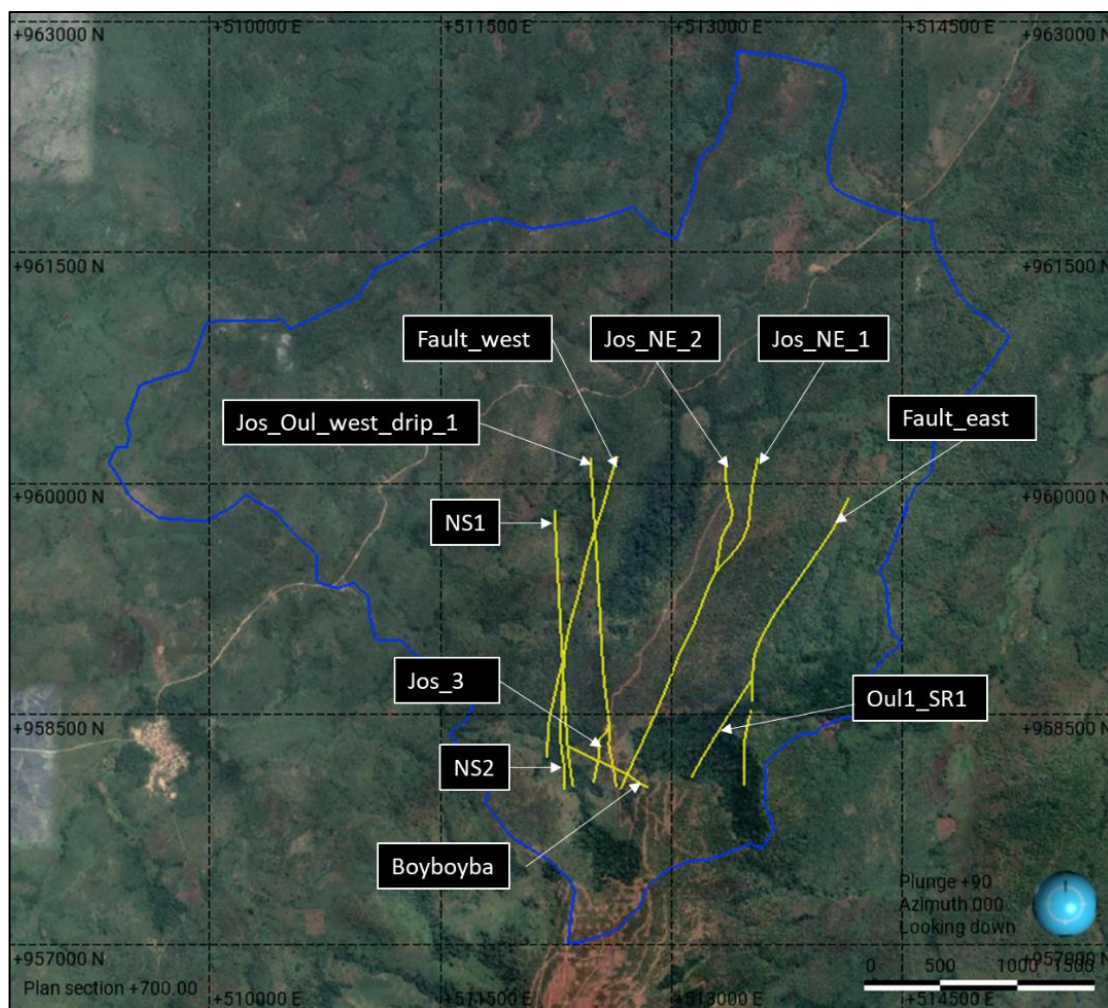 +510000 E
+511500 E
+513000 E
+514500 E
+963000 N
+963000 N
+961500 N
+961500 N
Fault_west
Jos_NE_2
Jos_NE_1
Jos_Oul_west_drip_1
Fault_east
+960000 N
+960000 N
NS1
Jos_3
Oul1_SR1
+958500 N
+958500 N
NS2
Boyboyba
Plunge +90
Azimuth 000
Looking down
+957000 N
+957000 N
0 500 1000 1500
Plan section +700.00
+510000 E
+511500 E
+513000 E
+514500 E